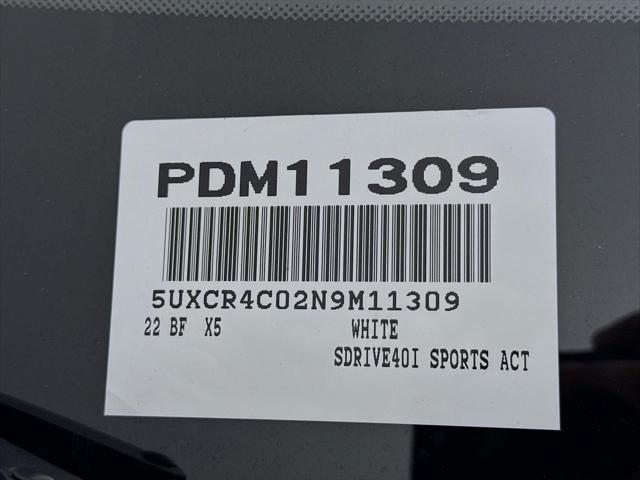 PDM11309
5UXCR4C02N9M11309
22 BF X5 WHITE
SDRIVE40I SPORTS ACT